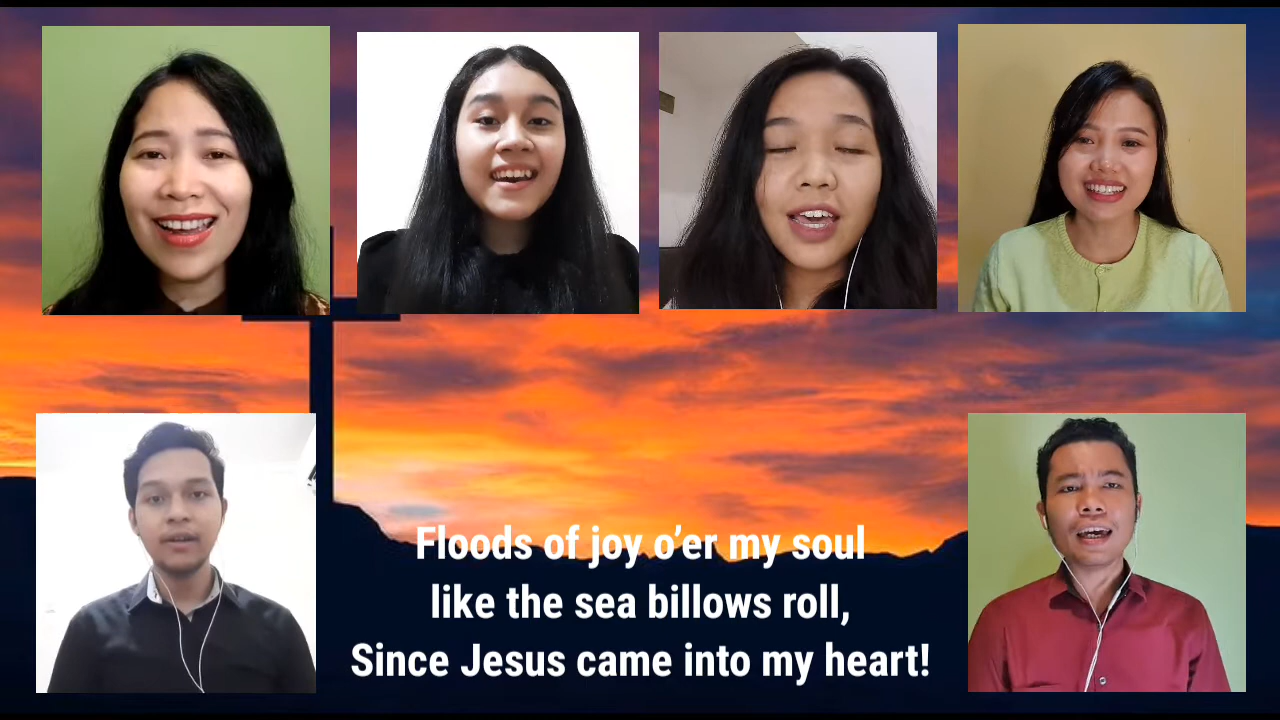 Floods of joy o’er my soul
like the sea billows roll,
Since Jesus came into my heart!